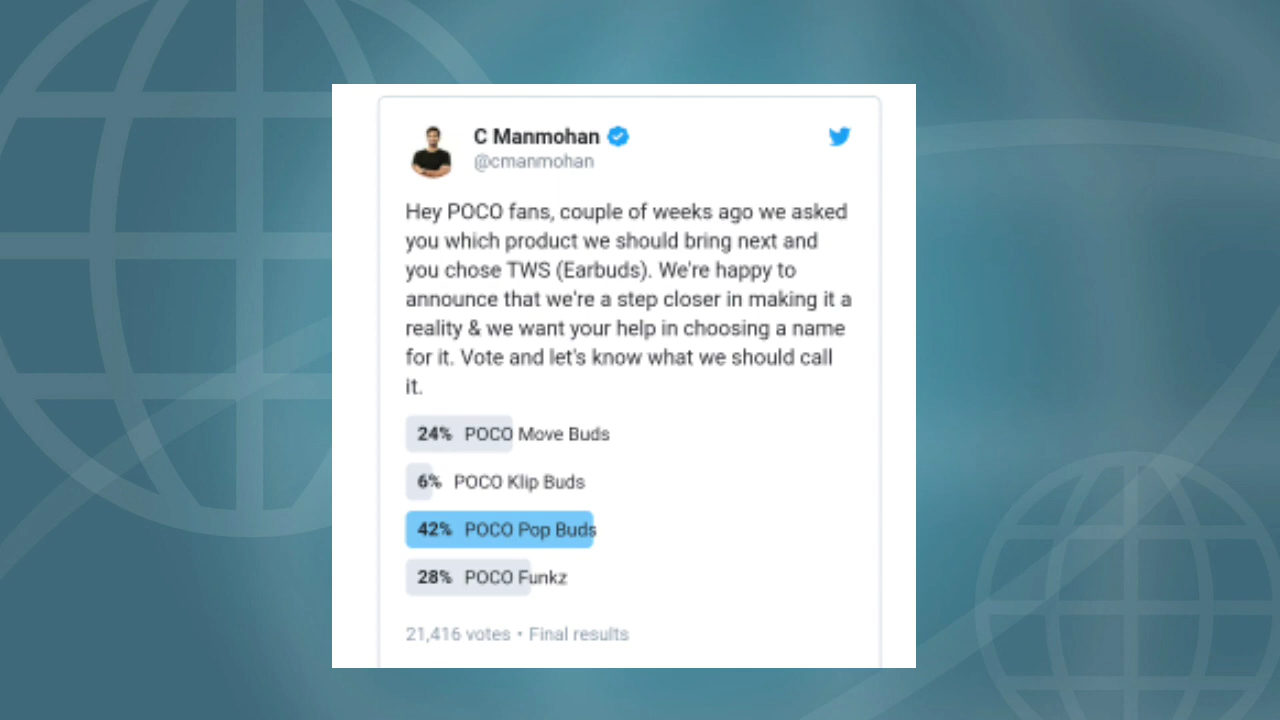 C Manmohan
@cmanmohan
Hey POCO fans, couple of weeks ago we asked
you which product we should bring next and
you chose TWS (Earbuds). We're happy to
announce that we're a step closer in making it a
reality & we want your help in choosing a name
for it. Vote and let's know what we should call
it.
24% POCO Move Buds
6% POCO Klip Buds
42% POCO Pop Buds
28% POCO Funkz
21,416 votes • Final results